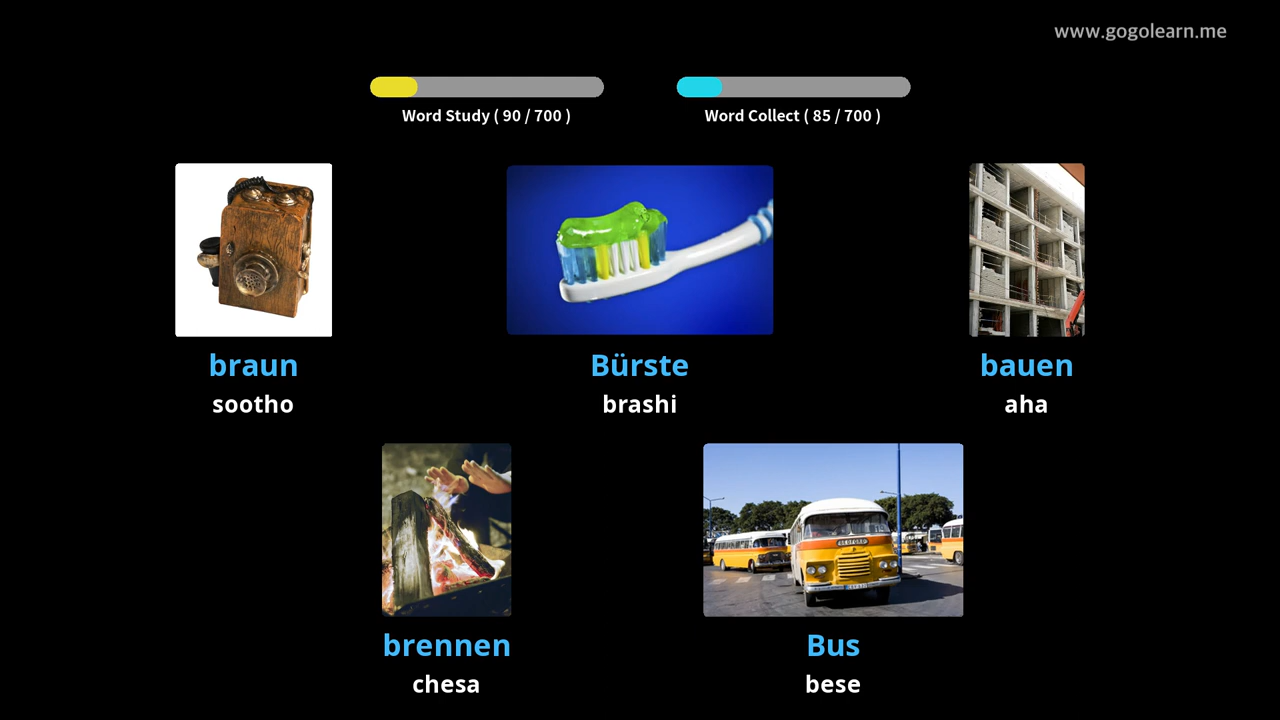 www.gogolearn.me
Word Study ( 90 / 700 )
Word Collect ( 85 / 700 )
braun
sootho
Bürste
brashi
bauen
aha
BEDFORD
brennen
chesa
Bus
bese